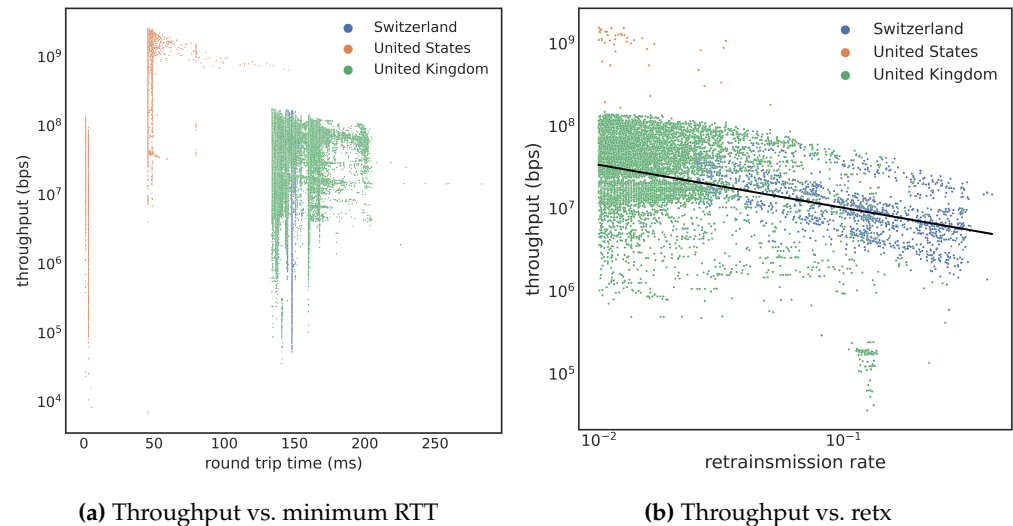 Switzerland
United States
United Kingdom
10⁹
10⁸
10⁷
10⁶
10⁵
10⁴
throughput (bps)
0 50 100 150 200 250
round trip time (ms)
(a) Throughput vs. minimum RTT
Switzerland
United States
United Kingdom
10⁹
10⁸
10⁷
10⁶
10⁵
throughput (bps)
10⁻² 10⁻¹
retrainsmission rate
(b) Throughput vs. retx